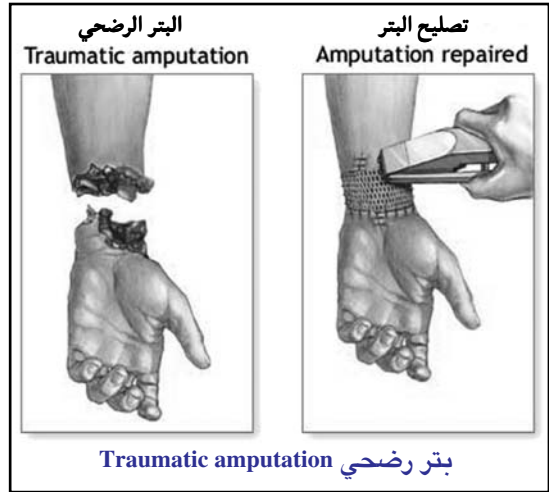 البتر الرضحي
Traumatic amputation
تصليح البتر
Amputation repaired
بتر رضحي Traumatic amputation